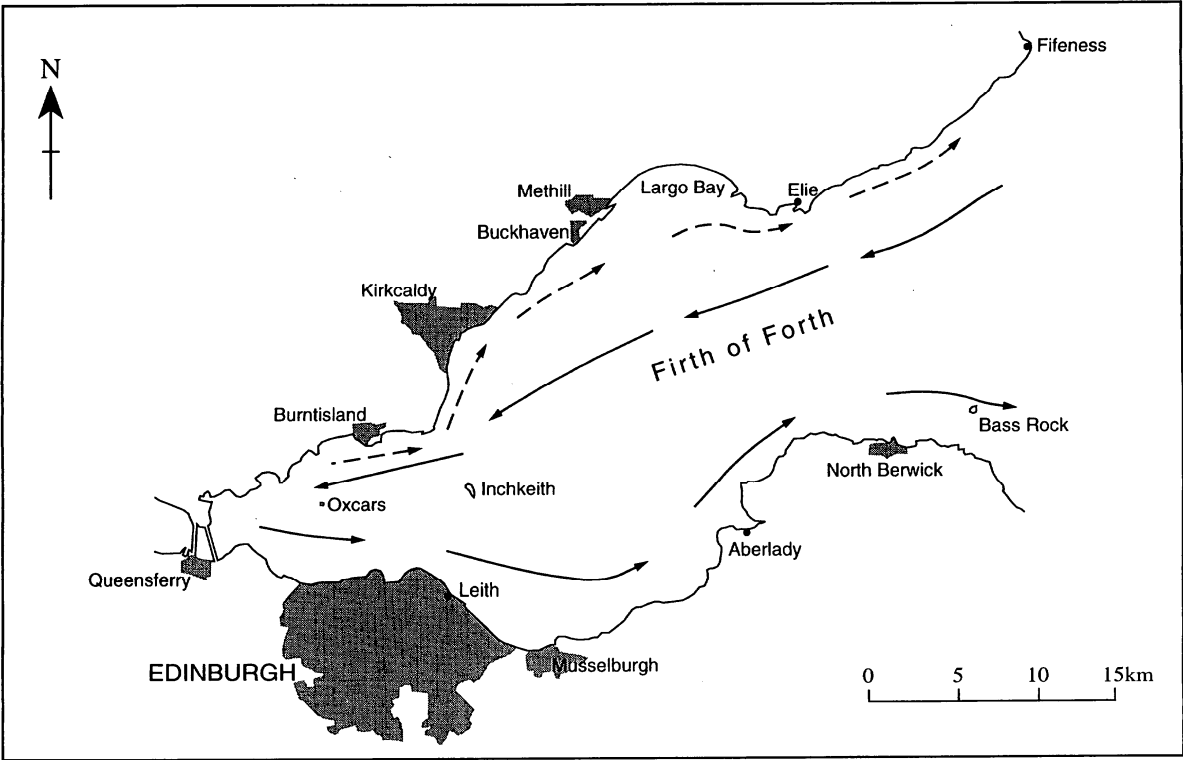 Fifeness
N
Methill
Largo Bay
Elie
Buckhaven
Kirkcaldy
Firth of Forth
Burntisland
Bass Rock
North Berwick
Inchkeith
Oxcars
Aberlady
Queensferry
Leith
EDINBURGH
Musselburgh
0 5 10 15km